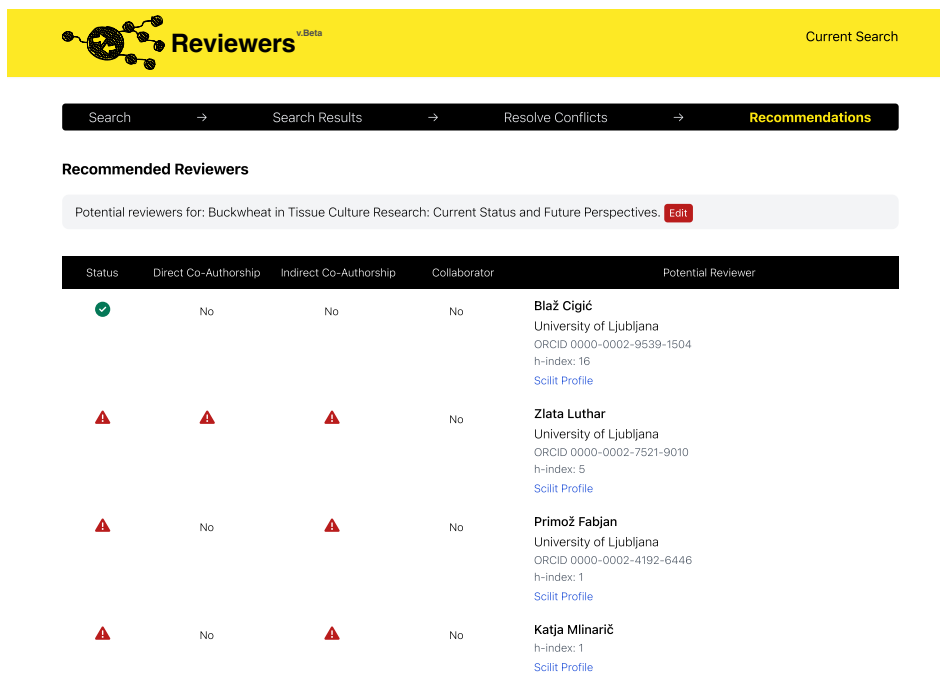 Reviewers v.Beta
Current Search
Search → Search Results → Resolve Conflicts → Recommendations
Recommended Reviewers
Potential reviewers for: Buckwheat in Tissue Culture Research: Current Status and Future Perspectives. Edit
Status Direct Co-Authorship Indirect Co-Authorship Collaborator Potential Reviewer
No No No Blaž Cigić
University of Ljubljana
ORCID 0000-0002-9539-1504
h-index: 16
Scilit Profile
No Zlata Luthar
University of Ljubljana
ORCID 0000-0002-7521-9010
h-index: 5
Scilit Profile
No No Primož Fabjan
University of Ljubljana
ORCID 0000-0002-4192-6446
h-index: 1
Scilit Profile
No No Katja Mlinarič
h-index: 1
Scilit Profile